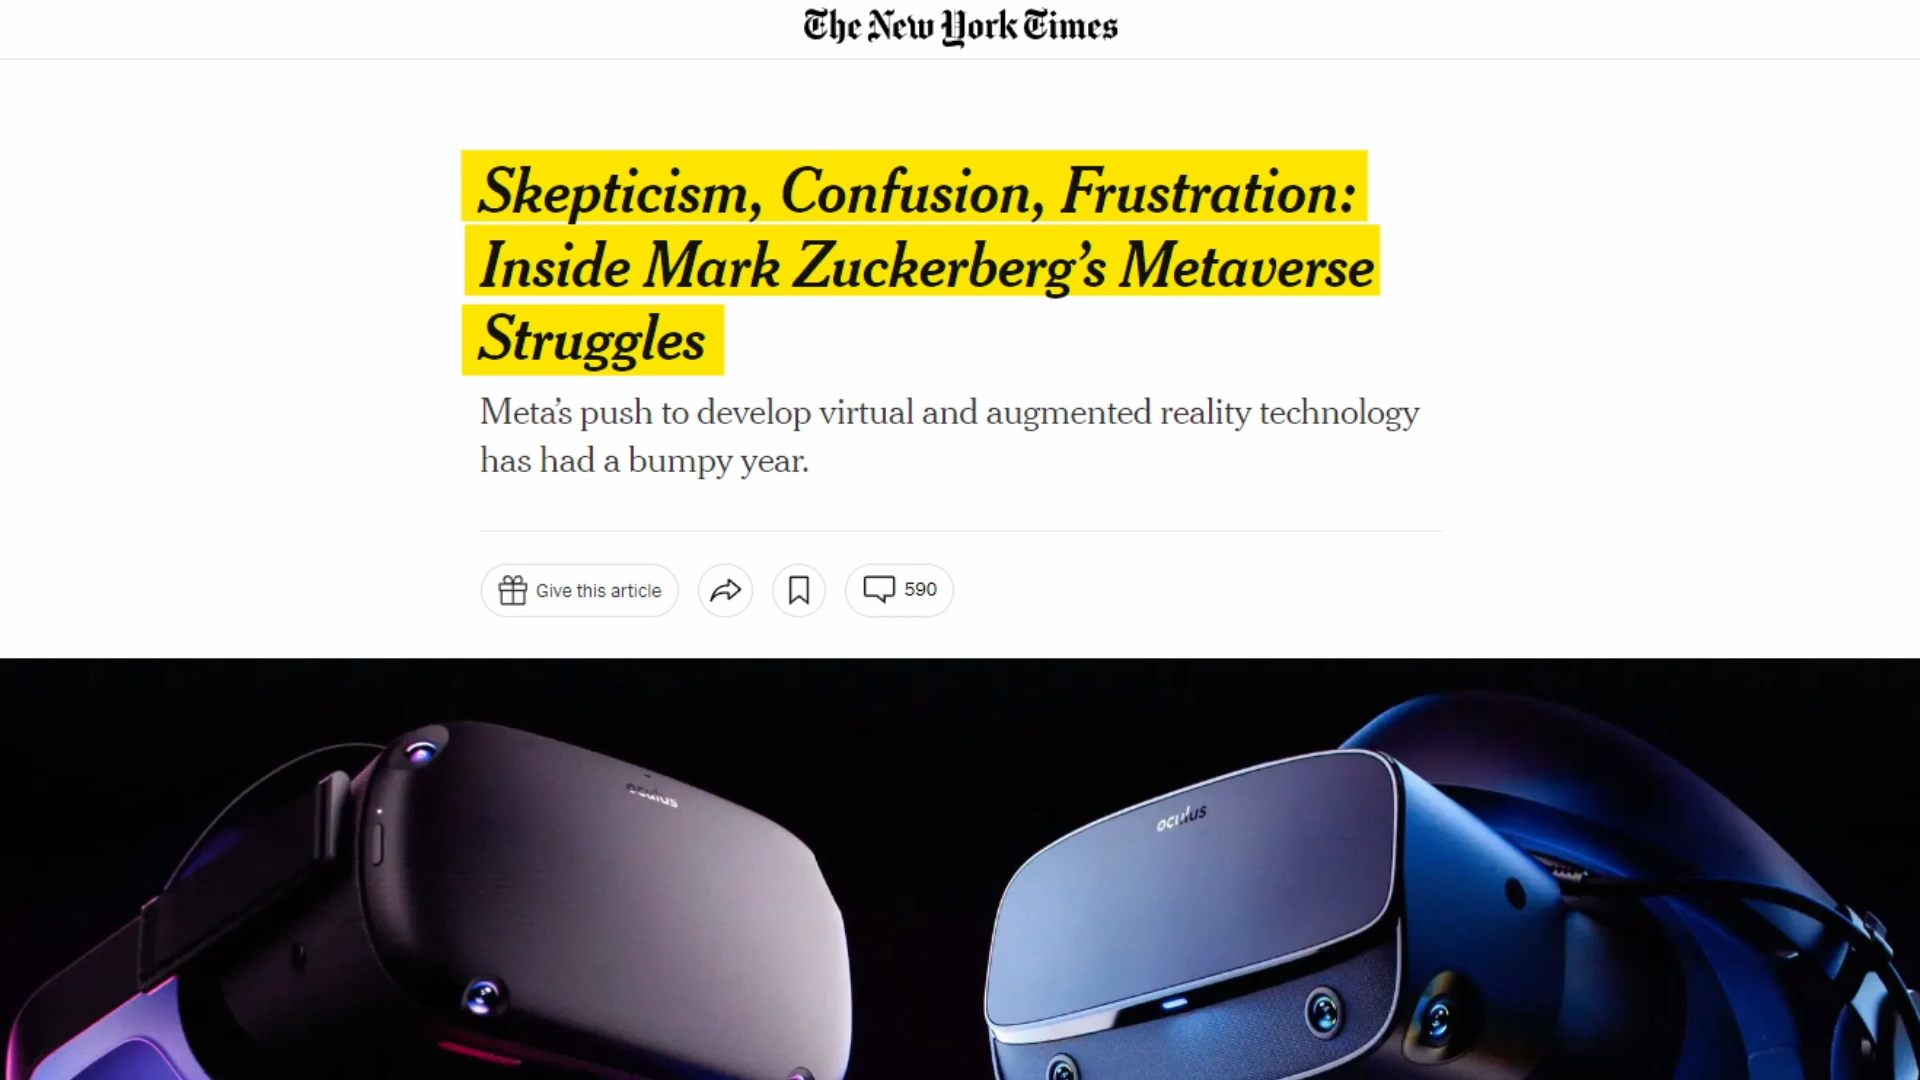 The New York Times
Skepticism, Confusion, Frustration:
Inside Mark Zuckerberg’s Metaverse
Struggles
Meta’s push to develop virtual and augmented reality technology
has had a bumpy year.
Give this article
590
oculus
oculus